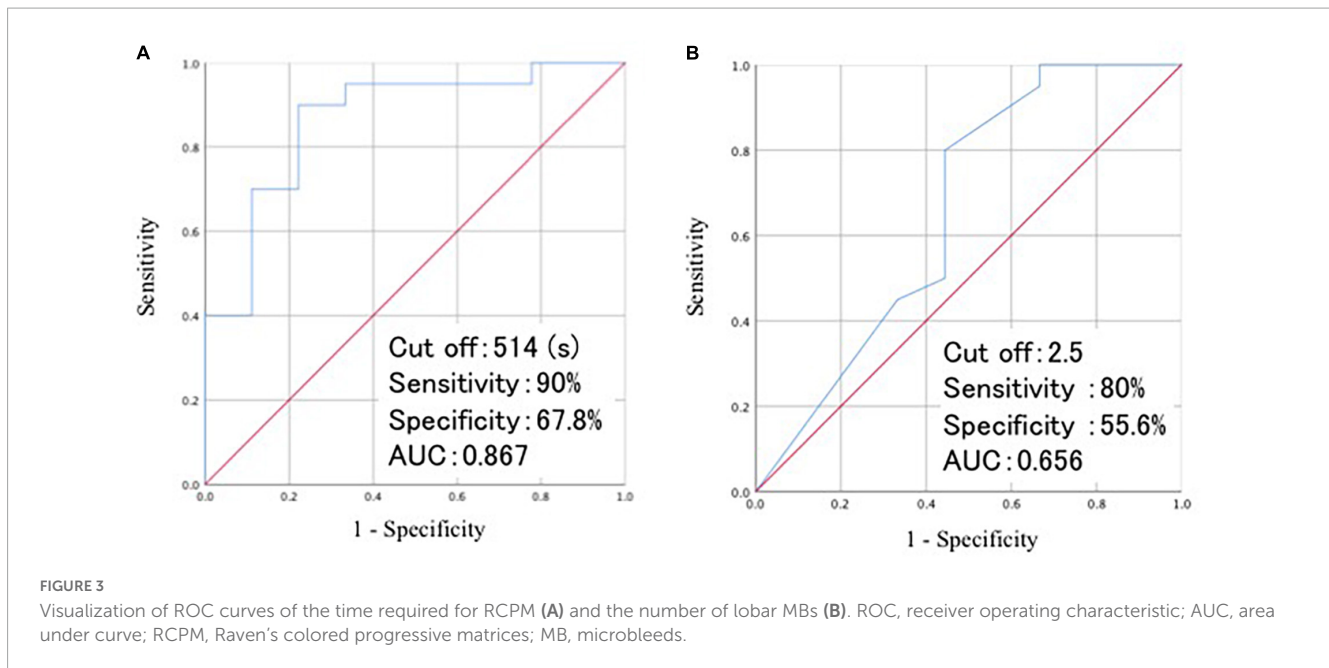 A
1.0
0.8
0.6
0.4
0.2
0.0
Sensitivity
Cut off:514 (s)
Sensitivity:90%
Specificity:67.8%
AUC:0.867
0.0 0.2 0.4 0.6 0.8 1.0
1 - Specificity
B
1.0
0.8
0.6
0.4
0.2
0.0
Sensitivity
Cut off:2.5
Sensitivity :80%
Specificity :55.6%
AUC:0.656
0.0 0.2 0.4 0.6 0.8 1.0
1 - Specificity
FIGURE 3
Visualization of ROC curves of the time required for RCPM (A) and the number of lobar MBs (B). ROC, receiver operating characteristic; AUC, area
under curve; RCPM, Raven's colored progressive matrices; MB, microbleeds.